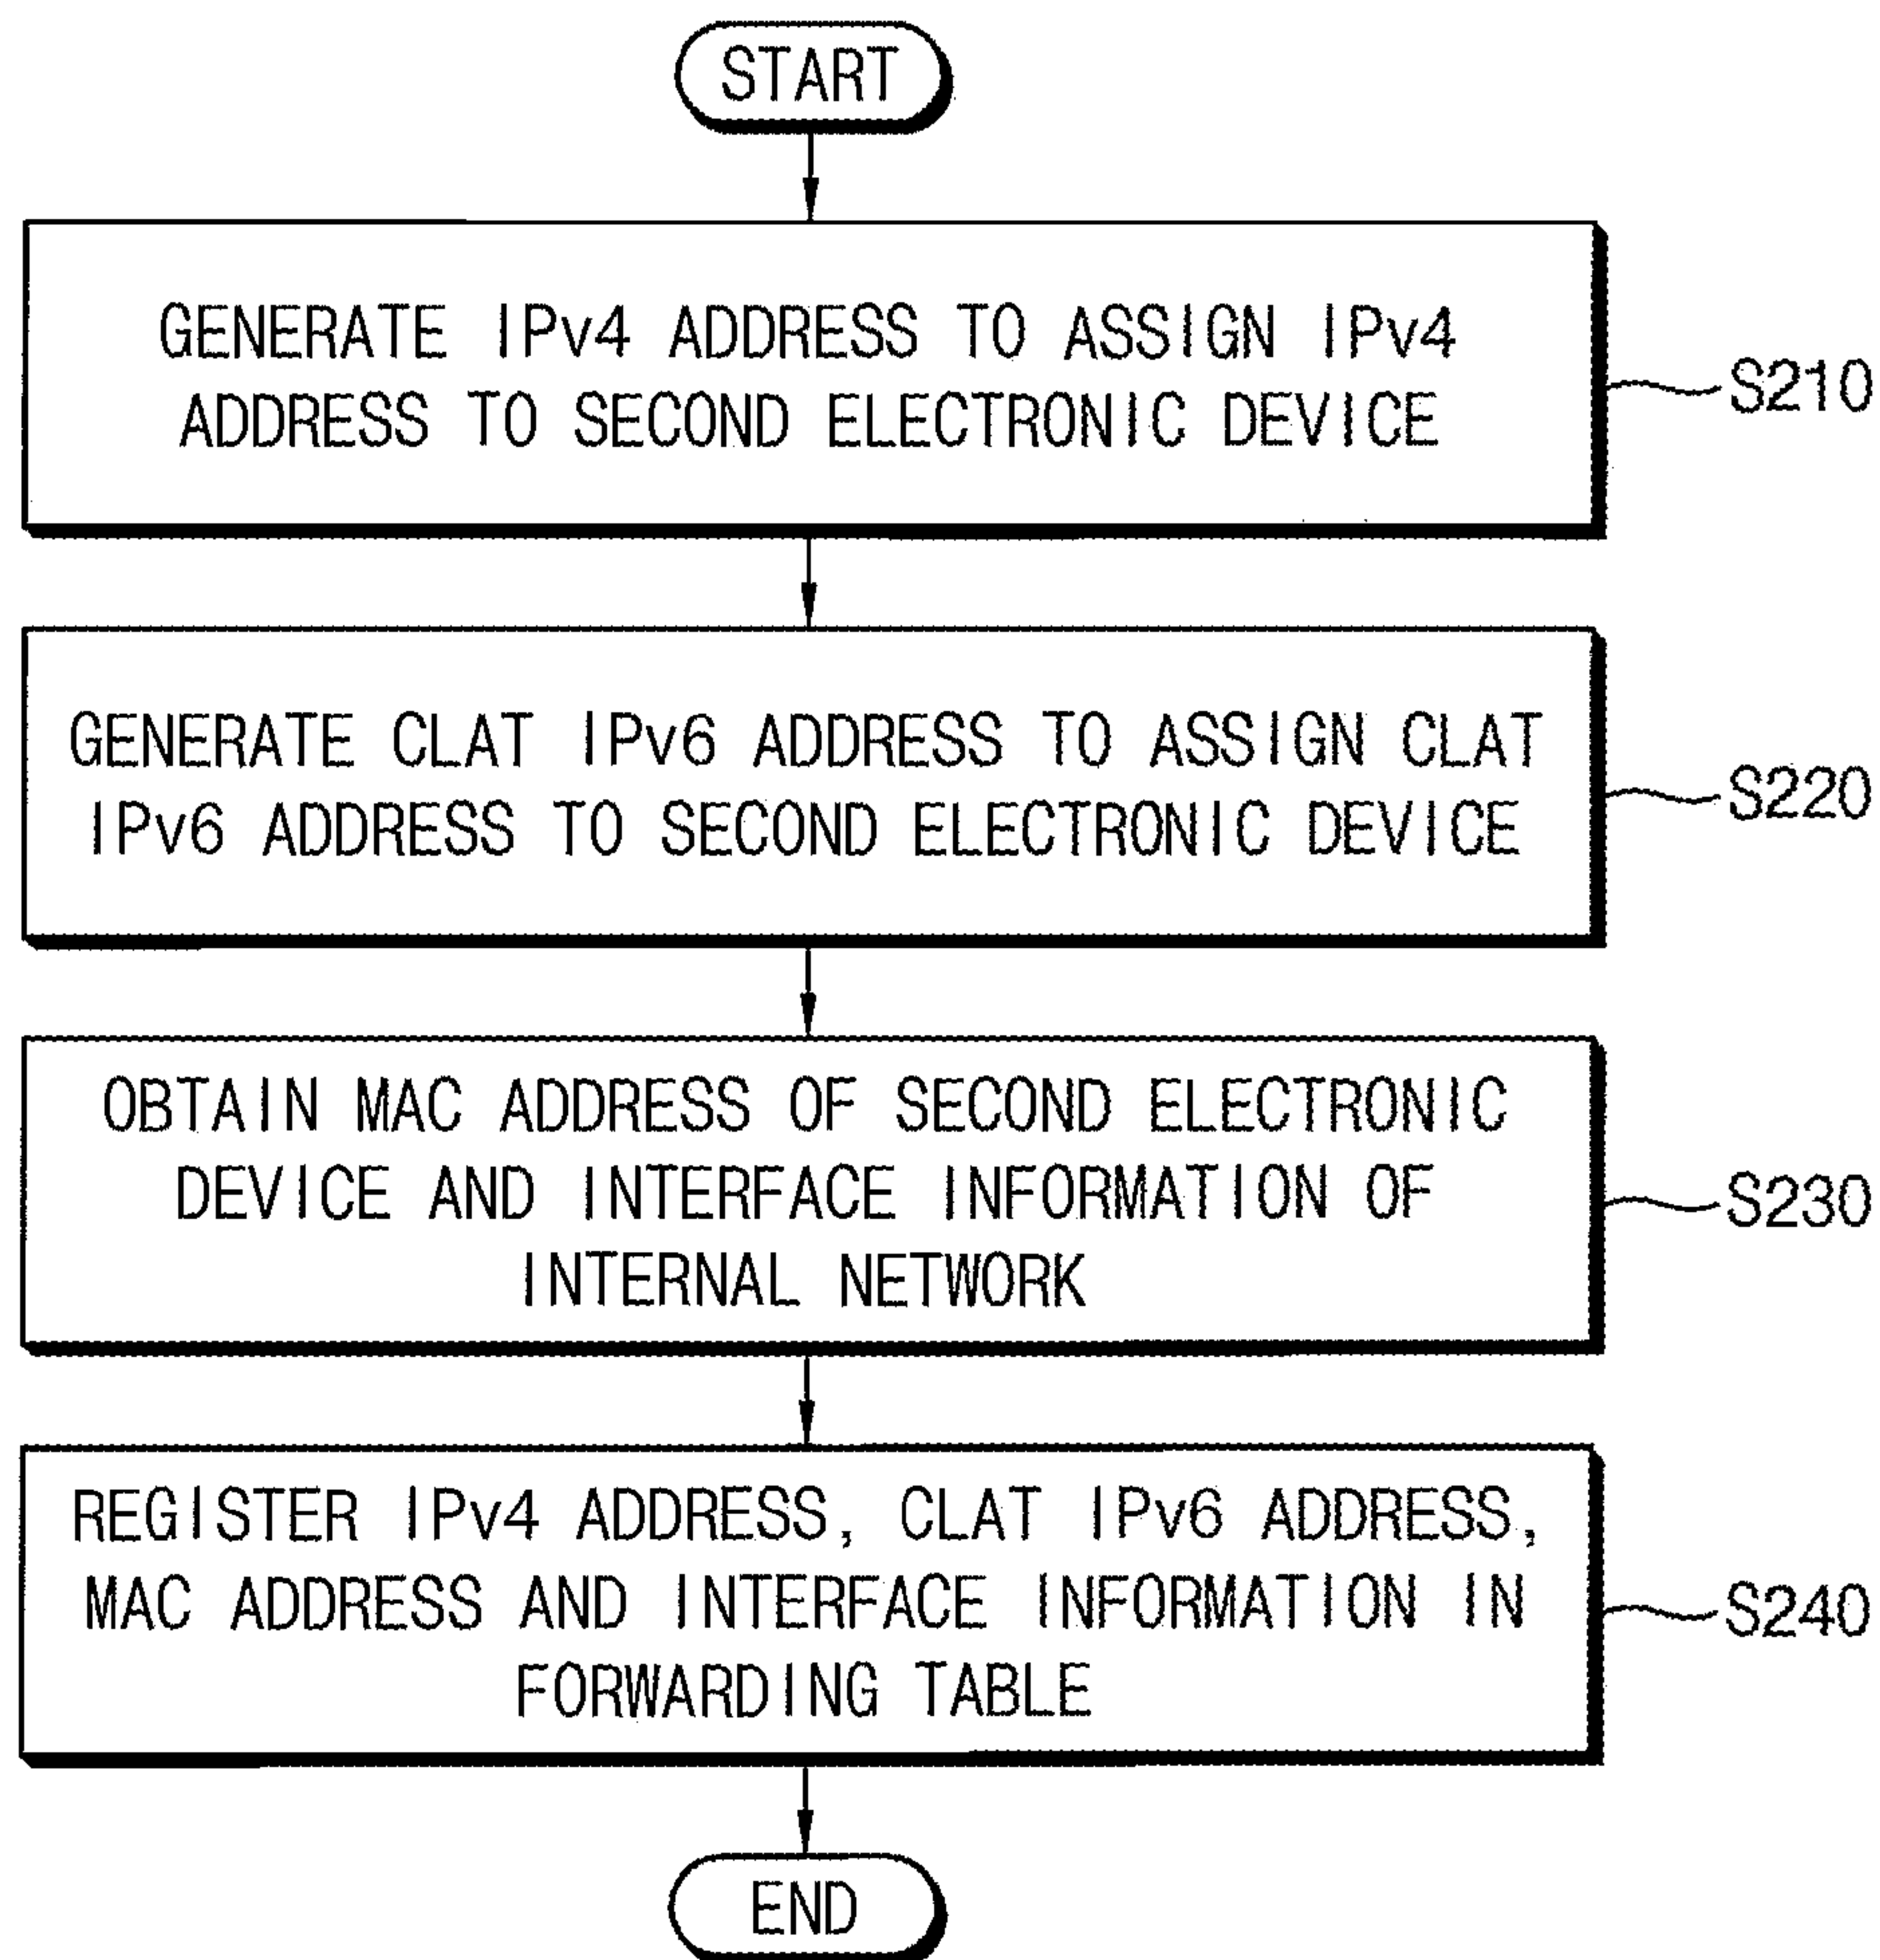 START
GENERATE IPv4 ADDRESS TO ASSIGN IPv4
ADDRESS TO SECOND ELECTRONIC DEVICE
S210
GENERATE CLAT IPv6 ADDRESS TO ASSIGN CLAT
IPv6 ADDRESS TO SECOND ELECTRONIC DEVICE
S220
OBTAIN MAC ADDRESS OF SECOND ELECTRONIC
DEVICE AND INTERFACE INFORMATION OF
INTERNAL NETWORK
S230
REGISTER IPv4 ADDRESS, CLAT IPv6 ADDRESS,
MAC ADDRESS AND INTERFACE INFORMATION IN
FORWARDING TABLE
S240
END